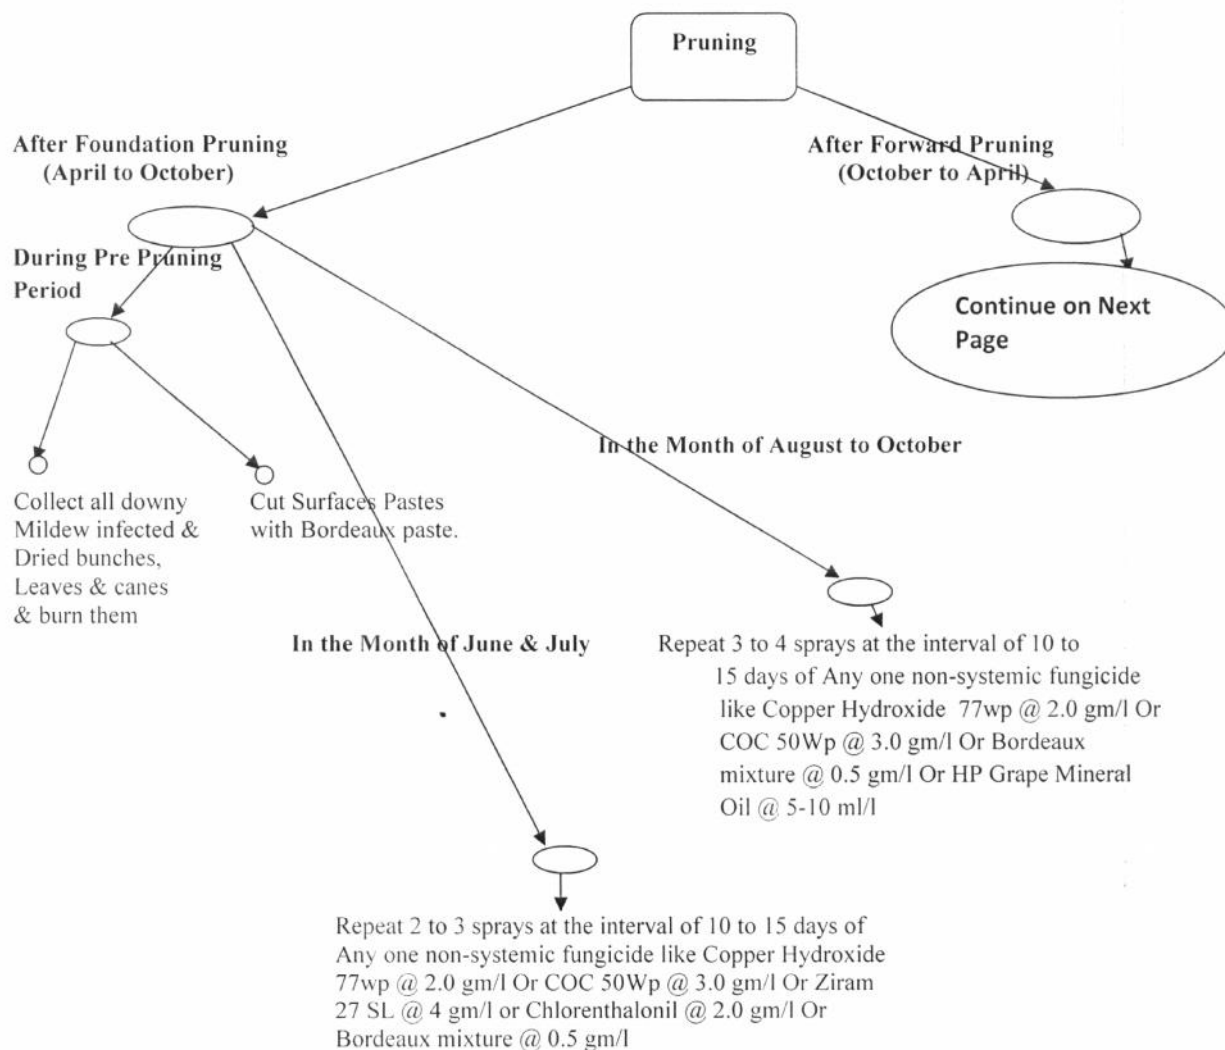 Pruning
After Foundation Pruning
(April to October)
After Forward Pruning
(October to April)
During Pre Pruning
Period
Continue on Next
Page
In the Month of August to October
Collect all downy
Mildew infected &
Dried bunches,
Leaves & canes
& burn them
Cut Surfaces Pastes
with Bordeaux paste.
In the Month of June & July
Repeat 3 to 4 sprays at the interval of 10 to
15 days of Any one non-systemic fungicide
like Copper Hydroxide 77wp @ 2.0 gm/l Or
COC 50Wp @ 3.0 gm/l Or Bordeaux
mixture @ 0.5 gm/l Or HP Grape Mineral
Oil @ 5-10 ml/l
Repeat 2 to 3 sprays at the interval of 10 to 15 days of
Any one non-systemic fungicide like Copper Hydroxide
77wp @ 2.0 gm/l Or COC 50Wp @ 3.0 gm/l Or Ziram
27 SL @ 4 gm/l or Chlorenthalonil @ 2.0 gm/l Or
Bordeaux mixture @ 0.5 gm/l